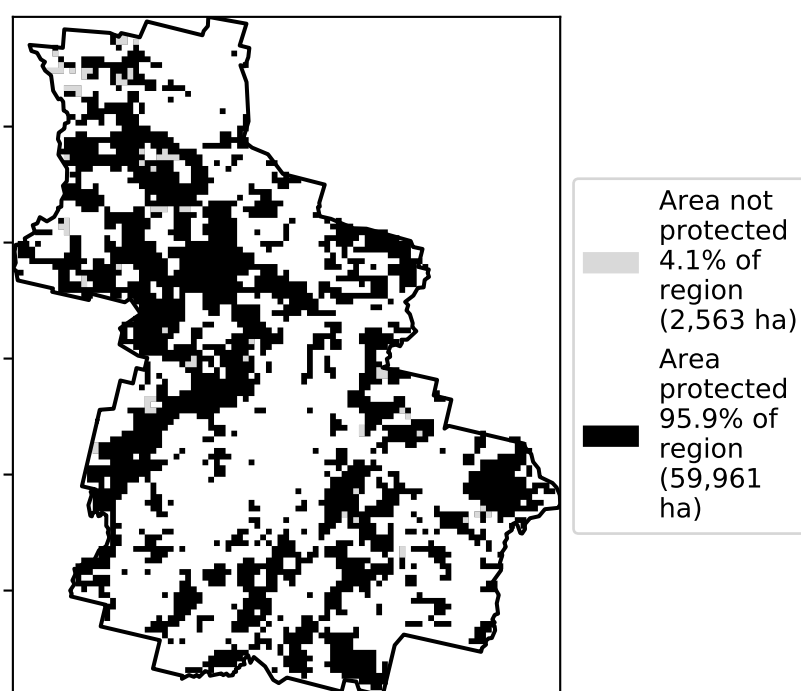 Area not
protected
4.1% of
region
(2,563 ha)
Area
protected
95.9% of
region
(59,961
ha)